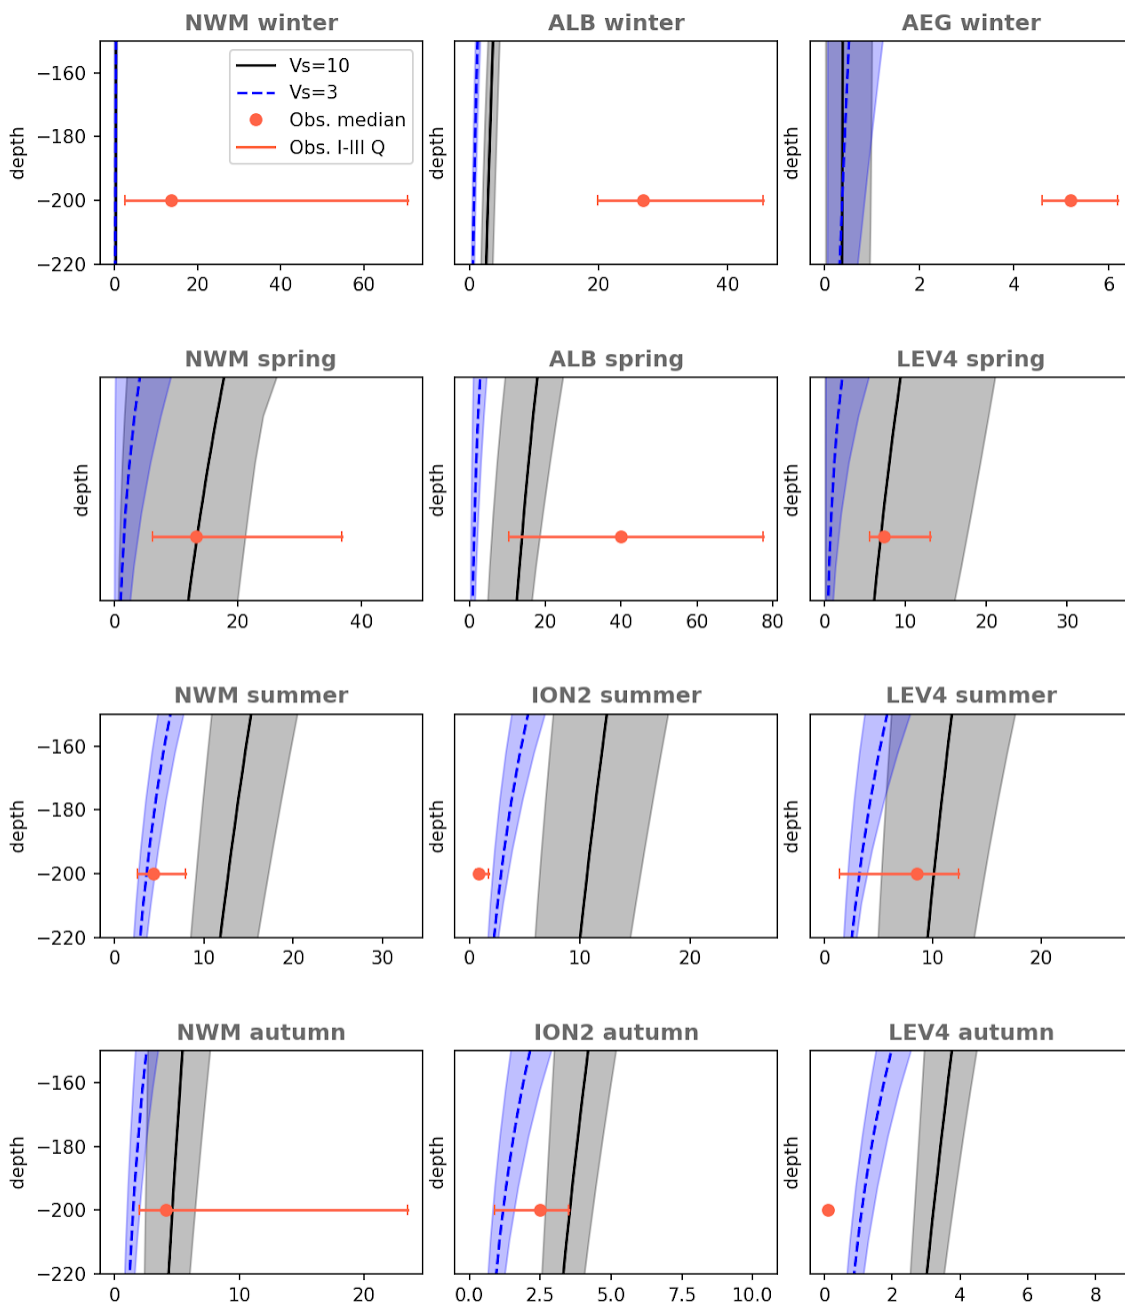 NWM winter
ALB winter
AEG winter
Vs=10
Vs=3
Obs. median
Obs. I-III Q
depth
−160
−180
−200
−220
0 20 40 60
depth
0 20 40
depth
0 2 4 6
NWM spring
ALB spring
LEV4 spring
depth
0 20 40
depth
0 20 40 60 80
depth
0 10 20 30
NWM summer
ION2 summer
LEV4 summer
depth
−160
−180
−200
−220
0 10 20 30
depth
0 10 20
depth
0 10 20
NWM autumn
ION2 autumn
LEV4 autumn
depth
−160
−180
−200
−220
0 10 20
depth
0.0 2.5 5.0 7.5 10.0
depth
0 2 4 6 8